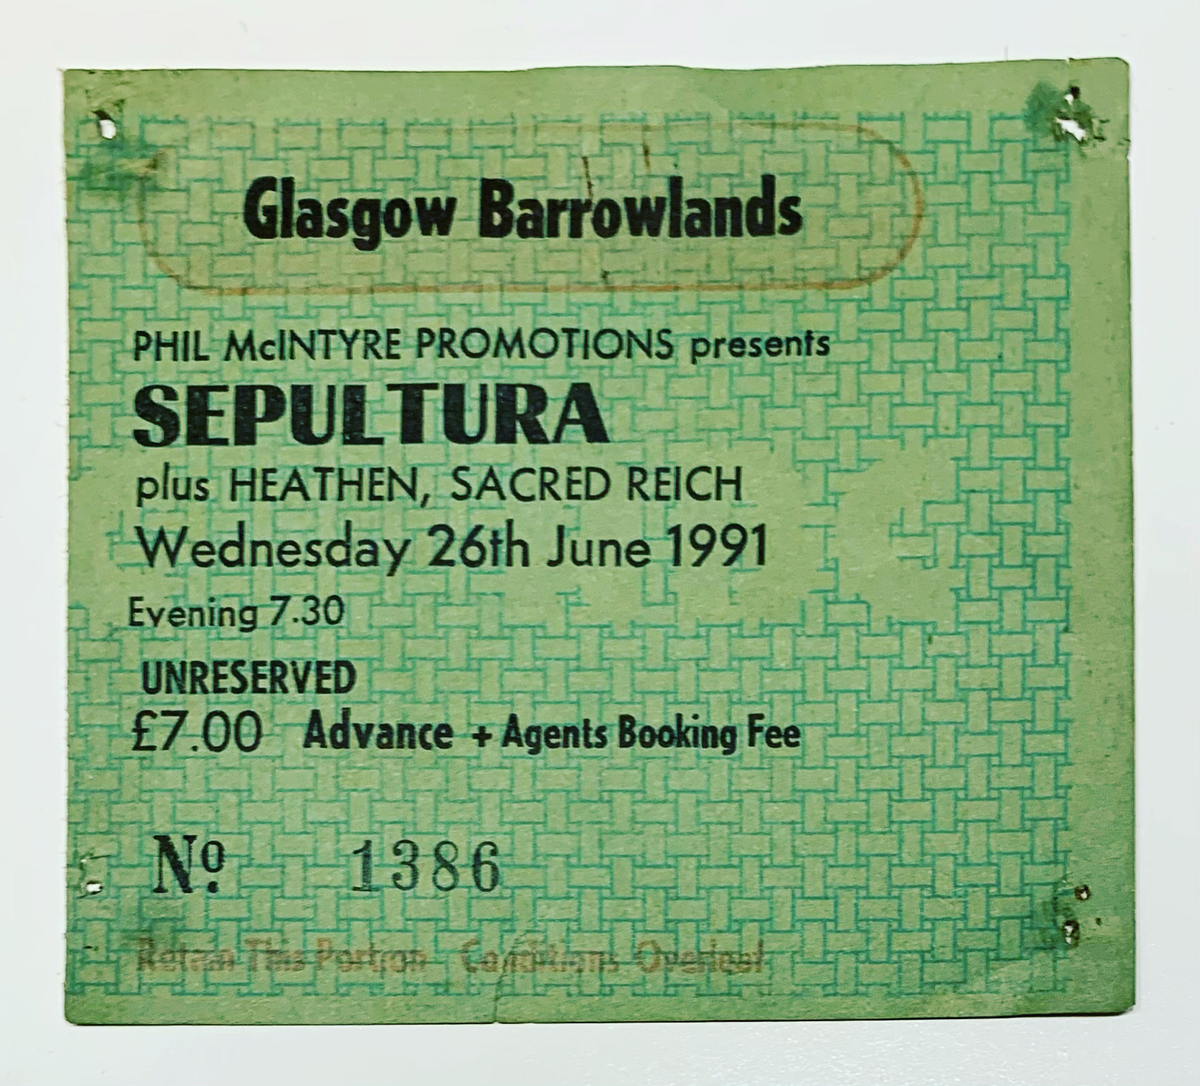 Glasgow Barrowlands
PHIL McINTYRE PROMOTIONS presents
SEPULTURA
plus HEATHEN, SACRED REICH
Wednesday 26th June 1991
Evening 7.30
UNRESERVED
£7.00 Advance + Agents Booking Fee
Nº 1386
Retain This Portion Conditions Overleaf